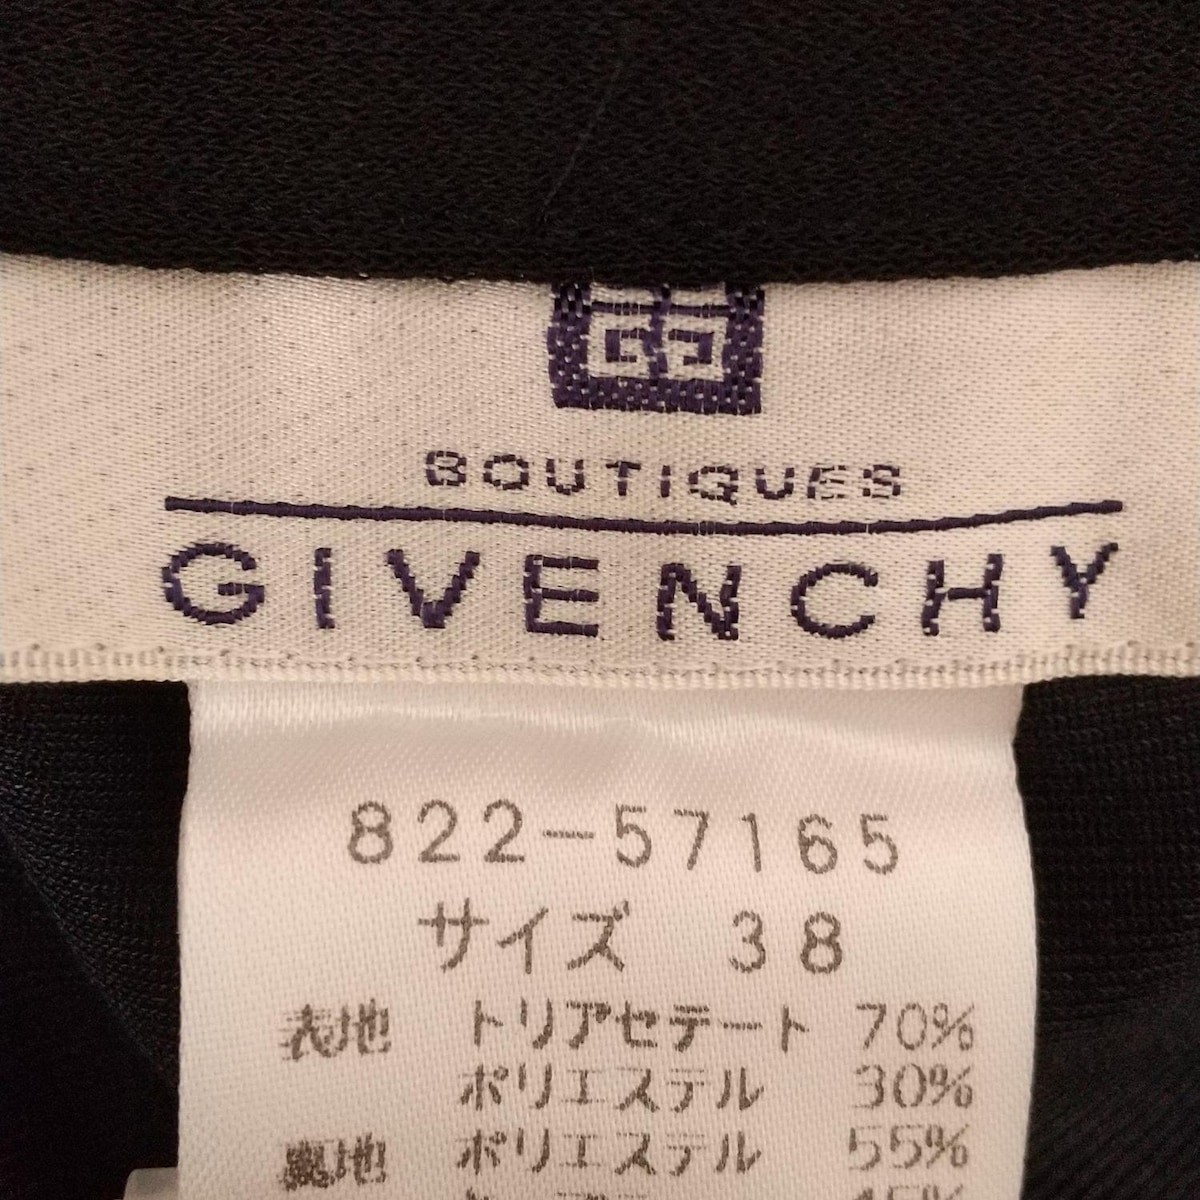 BOUTIQUES
GIVENCHY
822-57165
サイズ 38
表地 トリアセテート 70%
ポリエステル 30%
裏地 ポリエステル 55%
45%